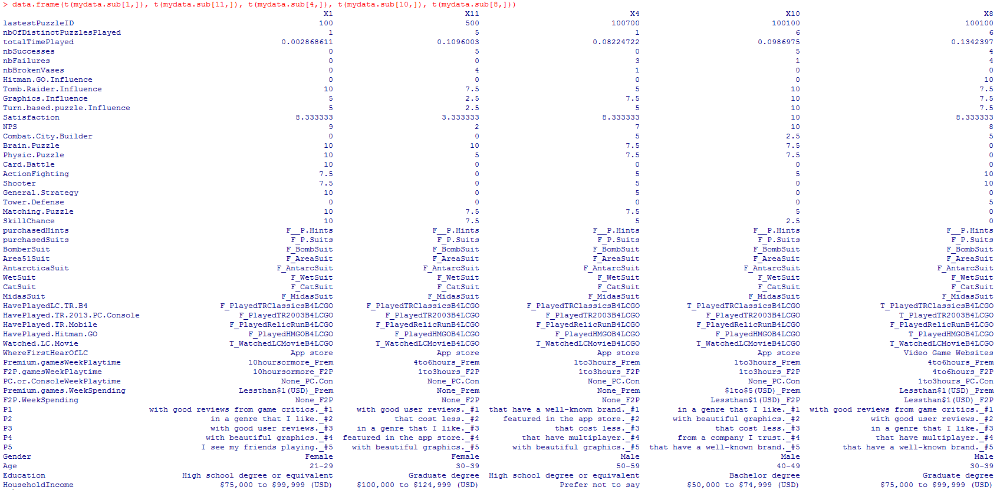 > data.frame(t(mydata.sub[1,]), t(mydata.sub[11,]), t(mydata.sub[4,]), t(mydata.sub[10,]), t(mydata.sub[8,]))
X1 X11 X4 X10 X8
lastestPuzzleID 100 500 100700 100100 100100
nbOfDistinctPuzzlesPlayed 1 5 1 6 6
totalTimePlayed 0.002868611 0.1096003 0.08224722 0.0986975 0.1342397
nbSuccesses 0 5 0 5 4
nbFailures 0 0 3 1 4
nbBrokenVases 0 4 1 0 0
Hitman.GO.Influence 0 0 0 0 10
Tomb.Raider.Influence 10 7.5 5 10 7.5
Graphics.Influence 5 2.5 7.5 10 7.5
Turn.based.puzzle.Influence 5 2.5 5 10 7.5
Satisfaction 8.333333 3.333333 8.333333 10 8.333333
NPS 9 2 7 10 8
Combat.City.Builder 0 0 5 2.5 5
Brain.Puzzle 10 10 7.5 7.5 0
Physic.Puzzle 10 5 7.5 7.5 0
Card.Battle 10 0 0 0 0
ActionFighting 7.5 0 5 5 10
Shooter 7.5 0 5 0 10
General.Strategy 10 0 5 0 0
Tower.Defense 0 0 0 0 5
Matching.Puzzle 10 7.5 7.5 5 0
SkillChance 10 7.5 5 2.5 0
purchasedHints F__P.Hints F__P.Hints F__P.Hints F__P.Hints F__P.Hints
purchasedSuits F_P.Suits F_P.Suits F_P.Suits F_P.Suits F_P.Suits
BomberSuit F_BombSuit F_BombSuit F_BombSuit F_BombSuit F_BombSuit
Area51Suit F_AreaSuit F_AreaSuit F_AreaSuit F_AreaSuit F_AreaSuit
AntarcticaSuit F_AntarcSuit F_AntarcSuit F_AntarcSuit F_AntarcSuit F_AntarcSuit
WetSuit F_WetSuit F_WetSuit F_WetSuit F_WetSuit F_WetSuit
CatSuit F_CatSuit F_CatSuit F_CatSuit F_CatSuit F_CatSuit
MidasSuit F_MidasSuit F_MidasSuit F_MidasSuit F_MidasSuit F_MidasSuit
HavePlayedLC.TR.B4 F_PlayedTRClassicsB4LCGO F_PlayedTRClassicsB4LCGO F_PlayedTRClassicsB4LCGO T_PlayedTRClassicsB4LCGO T_PlayedTRClassicsB4LCGO
HavePlayed.TR.2013.PC.Console F_PlayedTR2003B4LCGO F_PlayedTR2003B4LCGO F_PlayedTR2003B4LCGO F_PlayedTR2003B4LCGO T_PlayedTR2003B4LCGO
HavePlayed.TR.Mobile F_PlayedRelicRunB4LCGO F_PlayedRelicRunB4LCGO F_PlayedRelicRunB4LCGO F_PlayedRelicRunB4LCGO F_PlayedRelicRunB4LCGO
HavePlayed.Hitman.GO F_PlayedHMGOB4LCGO F_PlayedHMGOB4LCGO F_PlayedHMGOB4LCGO F_PlayedHMGOB4LCGO T_PlayedHMGOB4LCGO
Watched.LC.Movie T_WatchedLCMovieB4LCGO T_WatchedLCMovieB4LCGO T_WatchedLCMovieB4LCGO T_WatchedLCMovieB4LCGO T_WatchedLCMovieB4LCGO
WhereFirstHearOfLC App store App store App store App store Video Game Websites
Premium.gamesWeekPlaytime 10hoursormore_Prem 4to6hours_Prem 1to3hours_Prem 1to3hours_Prem 4to6hours_Prem
F2P.gamesWeekPlaytime 10hoursormore_F2P 1to3hours_F2P 1to3hours_F2P 1to3hours_F2P 4to6hours_F2P
PC.or.ConsoleWeekPlaytime None_PC.Con None_PC.Con None_PC.Con None_PC.Con 1to3hours_PC.Con
Premium.games.WeekSpending Lessthan$1(USD)_Prem None_Prem None_Prem $1to$5(USD)_Prem Lessthan$1(USD)_Prem
F2P.WeekSpending None_F2P None_F2P None_F2P Lessthan$1(USD)_F2P Lessthan$1(USD)_F2P
P1 with good reviews from game critics._#1 with good user reviews._#1 that have a well-known brand._#1 in a genre that I like._#1 with good reviews from game critics._#1
P2 in a genre that I like._#2 that cost less._#2 featured in the app store._#2 with beautiful graphics._#2 with good user reviews._#2
P3 with good user reviews._#3 in a genre that I like._#3 that cost less._#3 that cost less._#3 in a genre that I like._#3
P4 with beautiful graphics._#4 featured in the app store._#4 that have multiplayer._#4 from a company I trust._#4 that have multiplayer._#4
P5 I see my friends playing._#5 with beautiful graphics._#5 with beautiful graphics._#5 that have a well-known brand._#5 that have a well-known brand._#5
Gender Female Female Male Male Male
Age 21-29 30-39 50-59 40-49 30-39
Education High school degree or equivalent Graduate degree High school degree or equivalent Bachelor degree Graduate degree
HouseholdIncome $75,000 to $99,999 (USD) $100,000 to $124,999 (USD) Prefer not to say $50,000 to $74,999 (USD) $75,000 to $99,999 (USD)